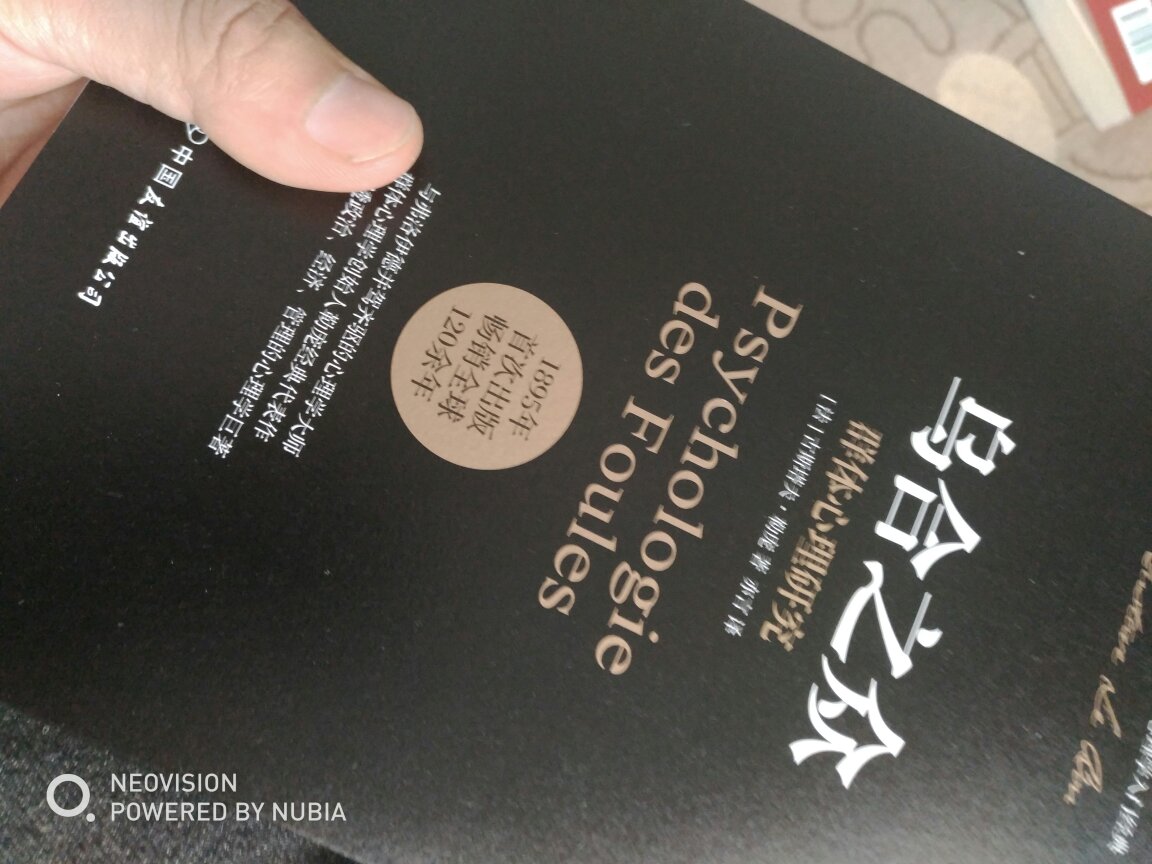 乌合之众
群体心理研究
[法]古斯塔夫·勒庞 著 亦言 译
Psychologie
des Foules
1895年
首次出版
畅销全球
120余年
与弗洛伊德并驾齐驱的心理学大师
群体心理学创始人勒庞经典代表作
政治、经济、管理的心理学巨著
中国友谊出版公司
NEOVISION
POWERED BY NUBIA